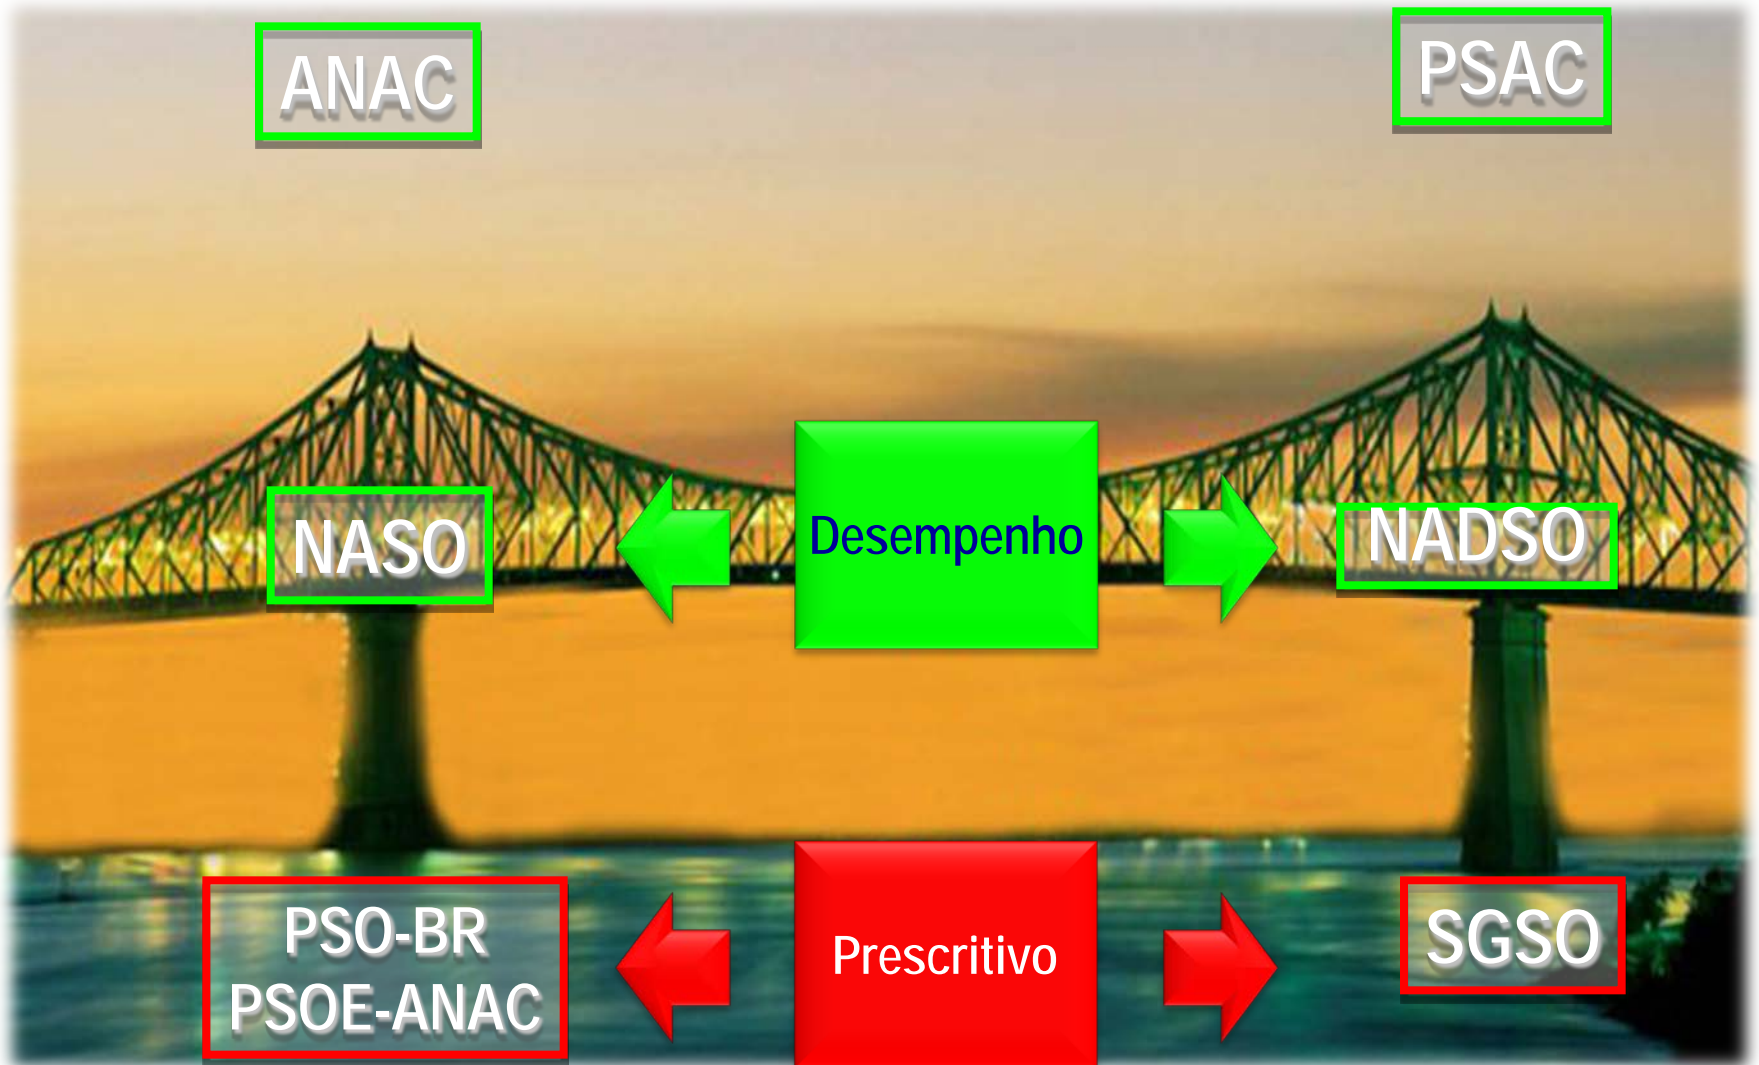 ANAC
PSAC
NASO
Desempenho
NADSO
PSO-BR
PSOE-ANAC
Prescritivo
SGSO